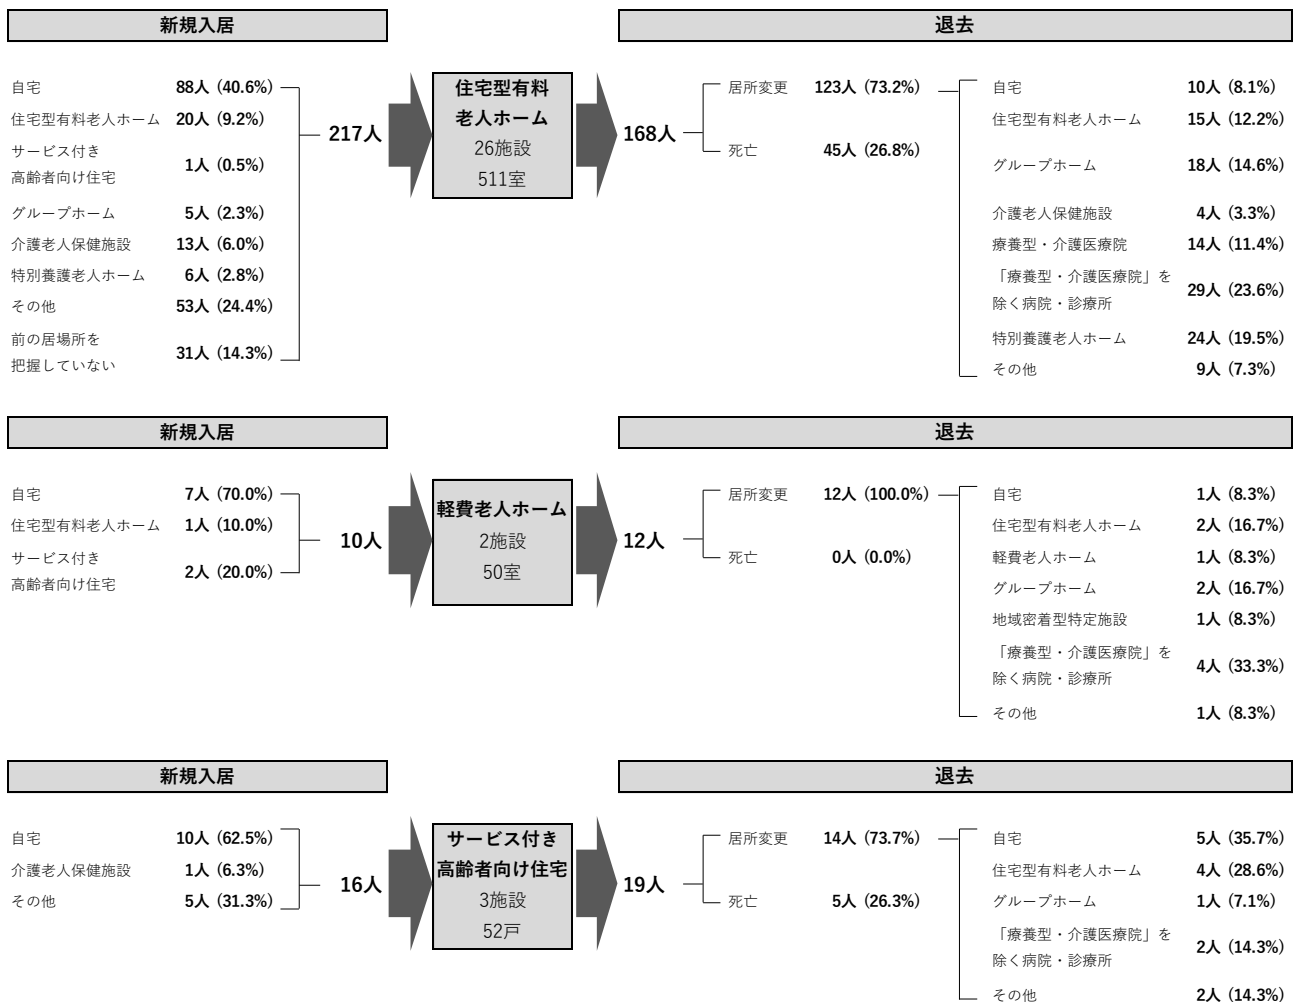 新規入居
退去
自宅 88人 (40.6%)
住宅型有料老人ホーム 20人 (9.2%)
サービス付き
高齢者向け住宅
1人 (0.5%)
グループホーム 5人 (2.3%)
介護老人保健施設 13人 (6.0%)
特別養護老人ホーム 6人 (2.8%)
その他 53人 (24.4%)
前の居場所を
把握していない
31人 (14.3%)
217人
住宅型有料
老人ホーム
26施設
511室
168人
居所変更 123人 (73.2%)
死亡 45人 (26.8%)
自宅 10人 (8.1%)
住宅型有料老人ホーム 15人 (12.2%)
グループホーム 18人 (14.6%)
介護老人保健施設 4人 (3.3%)
療養型・介護医療院 14人 (11.4%)
「療養型・介護医療院」を
除く病院・診療所
29人 (23.6%)
特別養護老人ホーム 24人 (19.5%)
その他 9人 (7.3%)
新規入居
退去
自宅 7人 (70.0%)
住宅型有料老人ホーム 1人 (10.0%)
サービス付き
高齢者向け住宅
2人 (20.0%)
10人
軽費老人ホーム
2施設
50室
12人
居所変更 12人 (100.0%)
死亡 0人 (0.0%)
自宅 1人 (8.3%)
住宅型有料老人ホーム 2人 (16.7%)
軽費老人ホーム 1人 (8.3%)
グループホーム 2人 (16.7%)
地域密着型特定施設 1人 (8.3%)
「療養型・介護医療院」を
除く病院・診療所
4人 (33.3%)
その他 1人 (8.3%)
新規入居
退去
自宅 10人 (62.5%)
介護老人保健施設 1人 (6.3%)
その他 5人 (31.3%)
16人
サービス付き
高齢者向け住宅
3施設
52戸
19人
居所変更 14人 (73.7%)
死亡 5人 (26.3%)
自宅 5人 (35.7%)
住宅型有料老人ホーム 4人 (28.6%)
グループホーム 1人 (7.1%)
「療養型・介護医療院」を
除く病院・診療所
2人 (14.3%)
その他 2人 (14.3%)